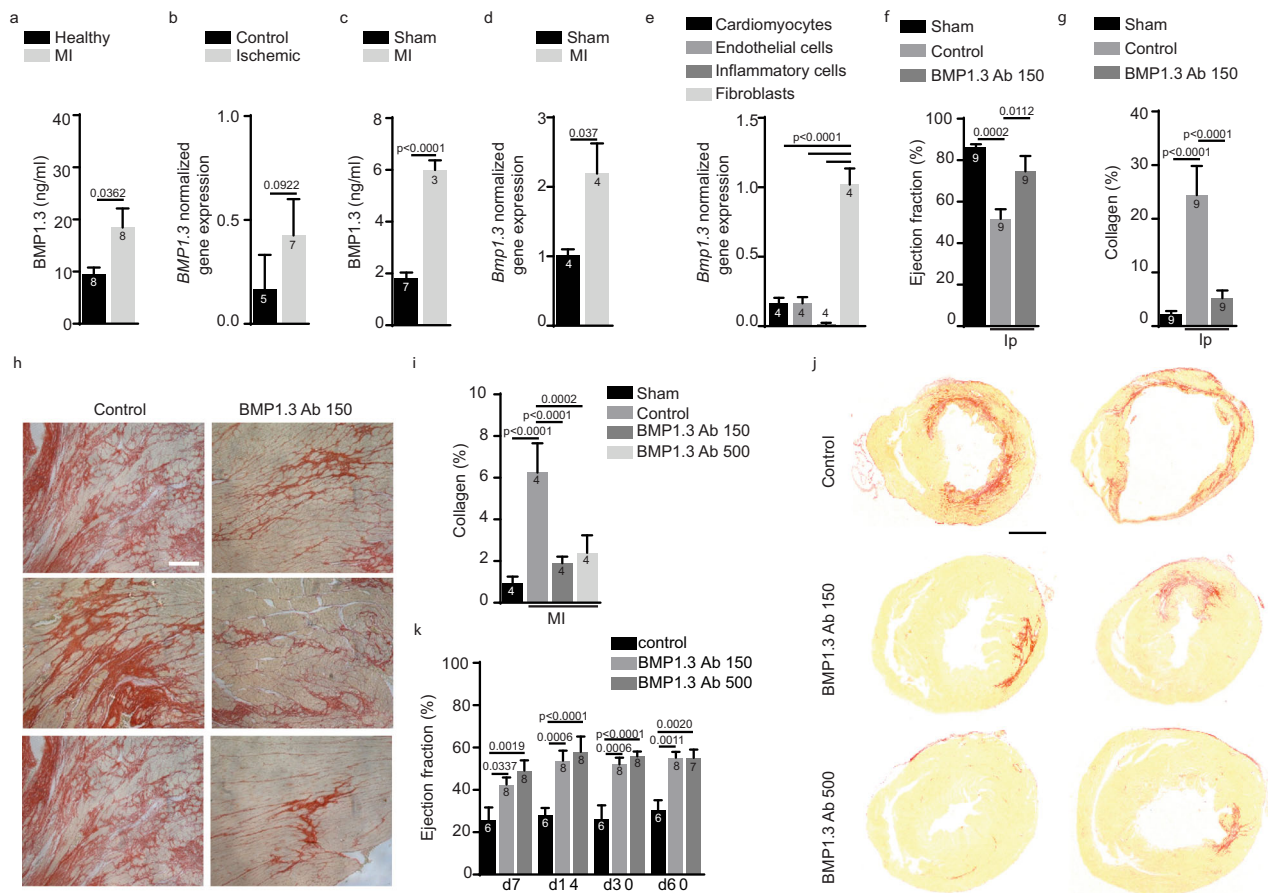 a
Healthy
MI
BMP1.3 (ng/ml)
40
30
20
10
0
0.0362
8
8
b
Control
Ischemic
BMP1.3 normalized
gene expression
1.0
0.5
0.0
0.0922
5
7
c
Sham
MI
BMP1.3 (ng/ml)
8
6
4
2
0
p<0.0001
7
3
d
Sham
MI
Bmp1.3 normalized
gene expression
3
2
1
0
0.037
4
4
e
Cardiomyocytes
Endothelial cells
Inflammatory cells
Fibroblasts
Bmp1.3 normalized
gene expression
1.5
1.0
0.5
0.0
p<0.0001
4
4
4
4
f
Sham
Control
BMP1.3 Ab 150
Ejection fraction (%)
100
80
60
40
20
0
0.0112
0.0002
9
9
9
Ip
g
Sham
Control
BMP1.3 Ab 150
Collagen (%)
40
30
20
10
0
p<0.0001
p<0.0001
9
9
9
Ip
h
Control
BMP1.3 Ab 150
i
Sham
Control
BMP1.3 Ab 150
BMP1.3 Ab 500
Collagen (%)
10
8
6
4
2
0
0.0002
p<0.0001
p<0.0001
4
4
4
4
MI
j
Control
BMP1.3 Ab 150
BMP1.3 Ab 500
k
control
BMP1.3 Ab 150
BMP1.3 Ab 500
Ejection fraction (%)
100
80
60
40
20
0
0.0019
0.0337
6
8
8
p<0.0001
0.0006
6
8
8
p<0.0001
0.0006
6
8
8
0.0020
0.0011
6
8
7
d7
d14
d30
d60